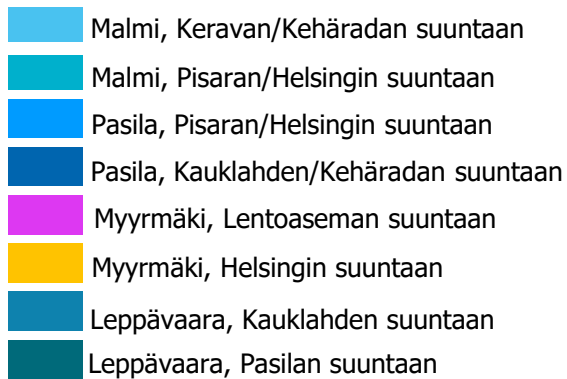 Malmi, Keravan/Kehäradan suuntaan
Malmi, Pisaran/Helsingin suuntaan
Pasila, Pisaran/Helsingin suuntaan
Pasila, Kauklahden/Kehäradan suuntaan
Myyrmäki, Lentoaseman suuntaan
Myyrmäki, Helsingin suuntaan
Leppävaara, Kauklahden suuntaan
Leppävaara, Pasilan suuntaan